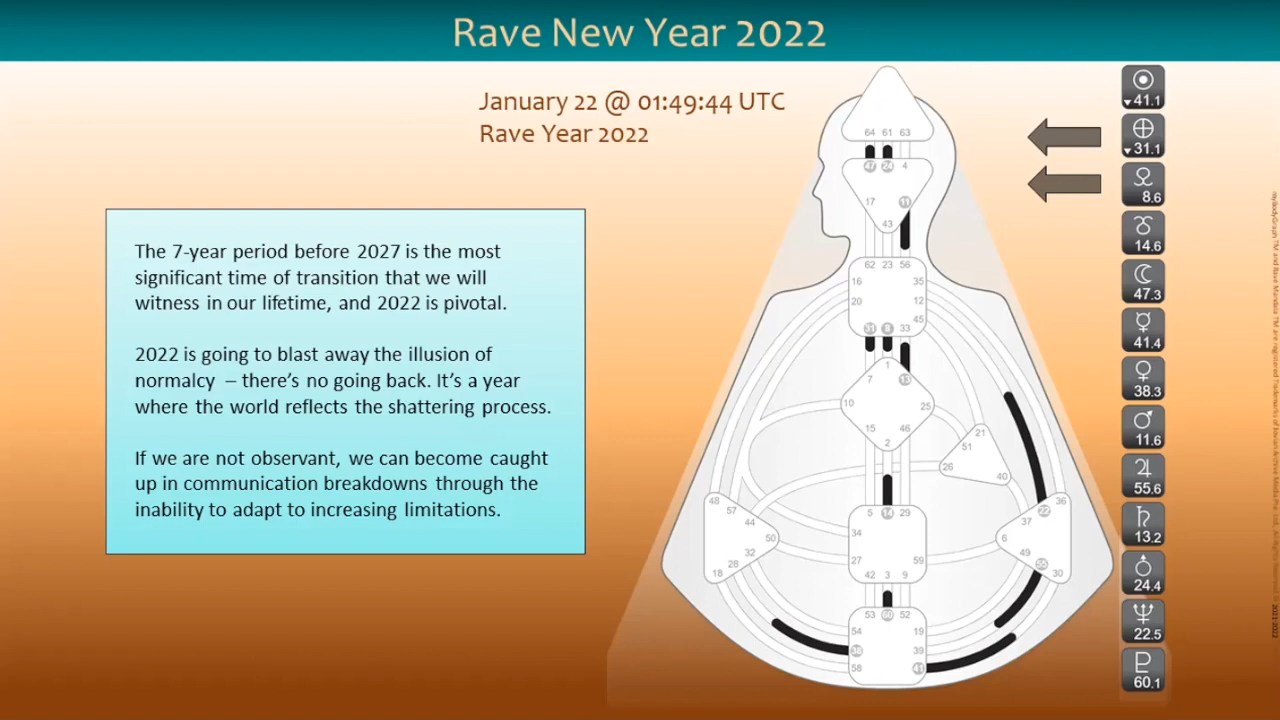 Rave New Year 2022
January 22 @ 01:49:44 UTC
Rave Year 2022
The 7-year period before 2027 is the most
significant time of transition that we will
witness in our lifetime, and 2022 is pivotal.
2022 is going to blast away the illusion of
normalcy – there's no going back. It's a year
where the world reflects the shattering process.
If we are not observant, we can become caught
up in communication breakdowns through the
inability to adapt to increasing limitations.
64 61 63
47 24 4
17 11
43
62 23 56
16 35
20 12
45
31 8 33
1
7 13
10 25
15 46
2
21
51
26 40
48
57
44
50
32
28
18
5 14 29
34
27 59
42 3 9
36
22
37
6
49
55
30
53 60 52
54 19
38 39
58 41
41.1
31.1
8.6
14.6
47.3
41.4
38.3
11.6
55.6
13.2
24.4
22.5
60.1